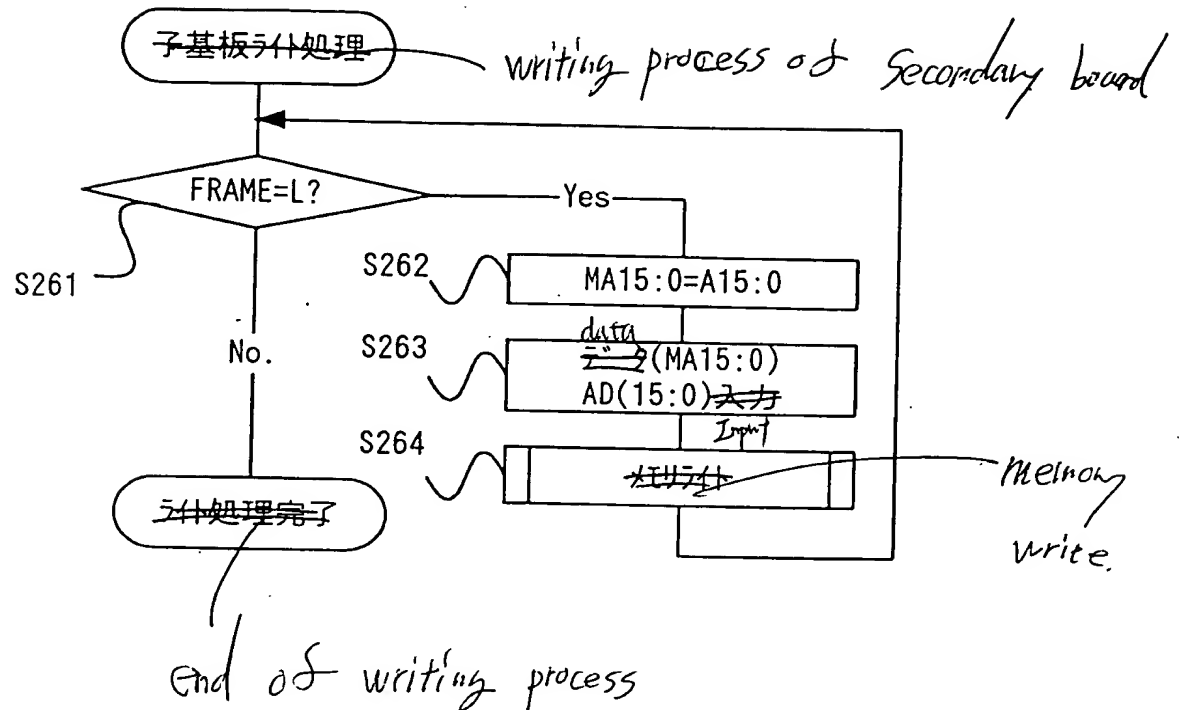 子基板ライト処理
writing process of Secondary board
FRAME=L?
Yes
S261
S262
MA15:0=A15:0
No.
S263
data
データ(MA15:0)
AD(15:0)入力
Input
S264
メモリライト
memory
write.
ライト処理完了
end of writing process